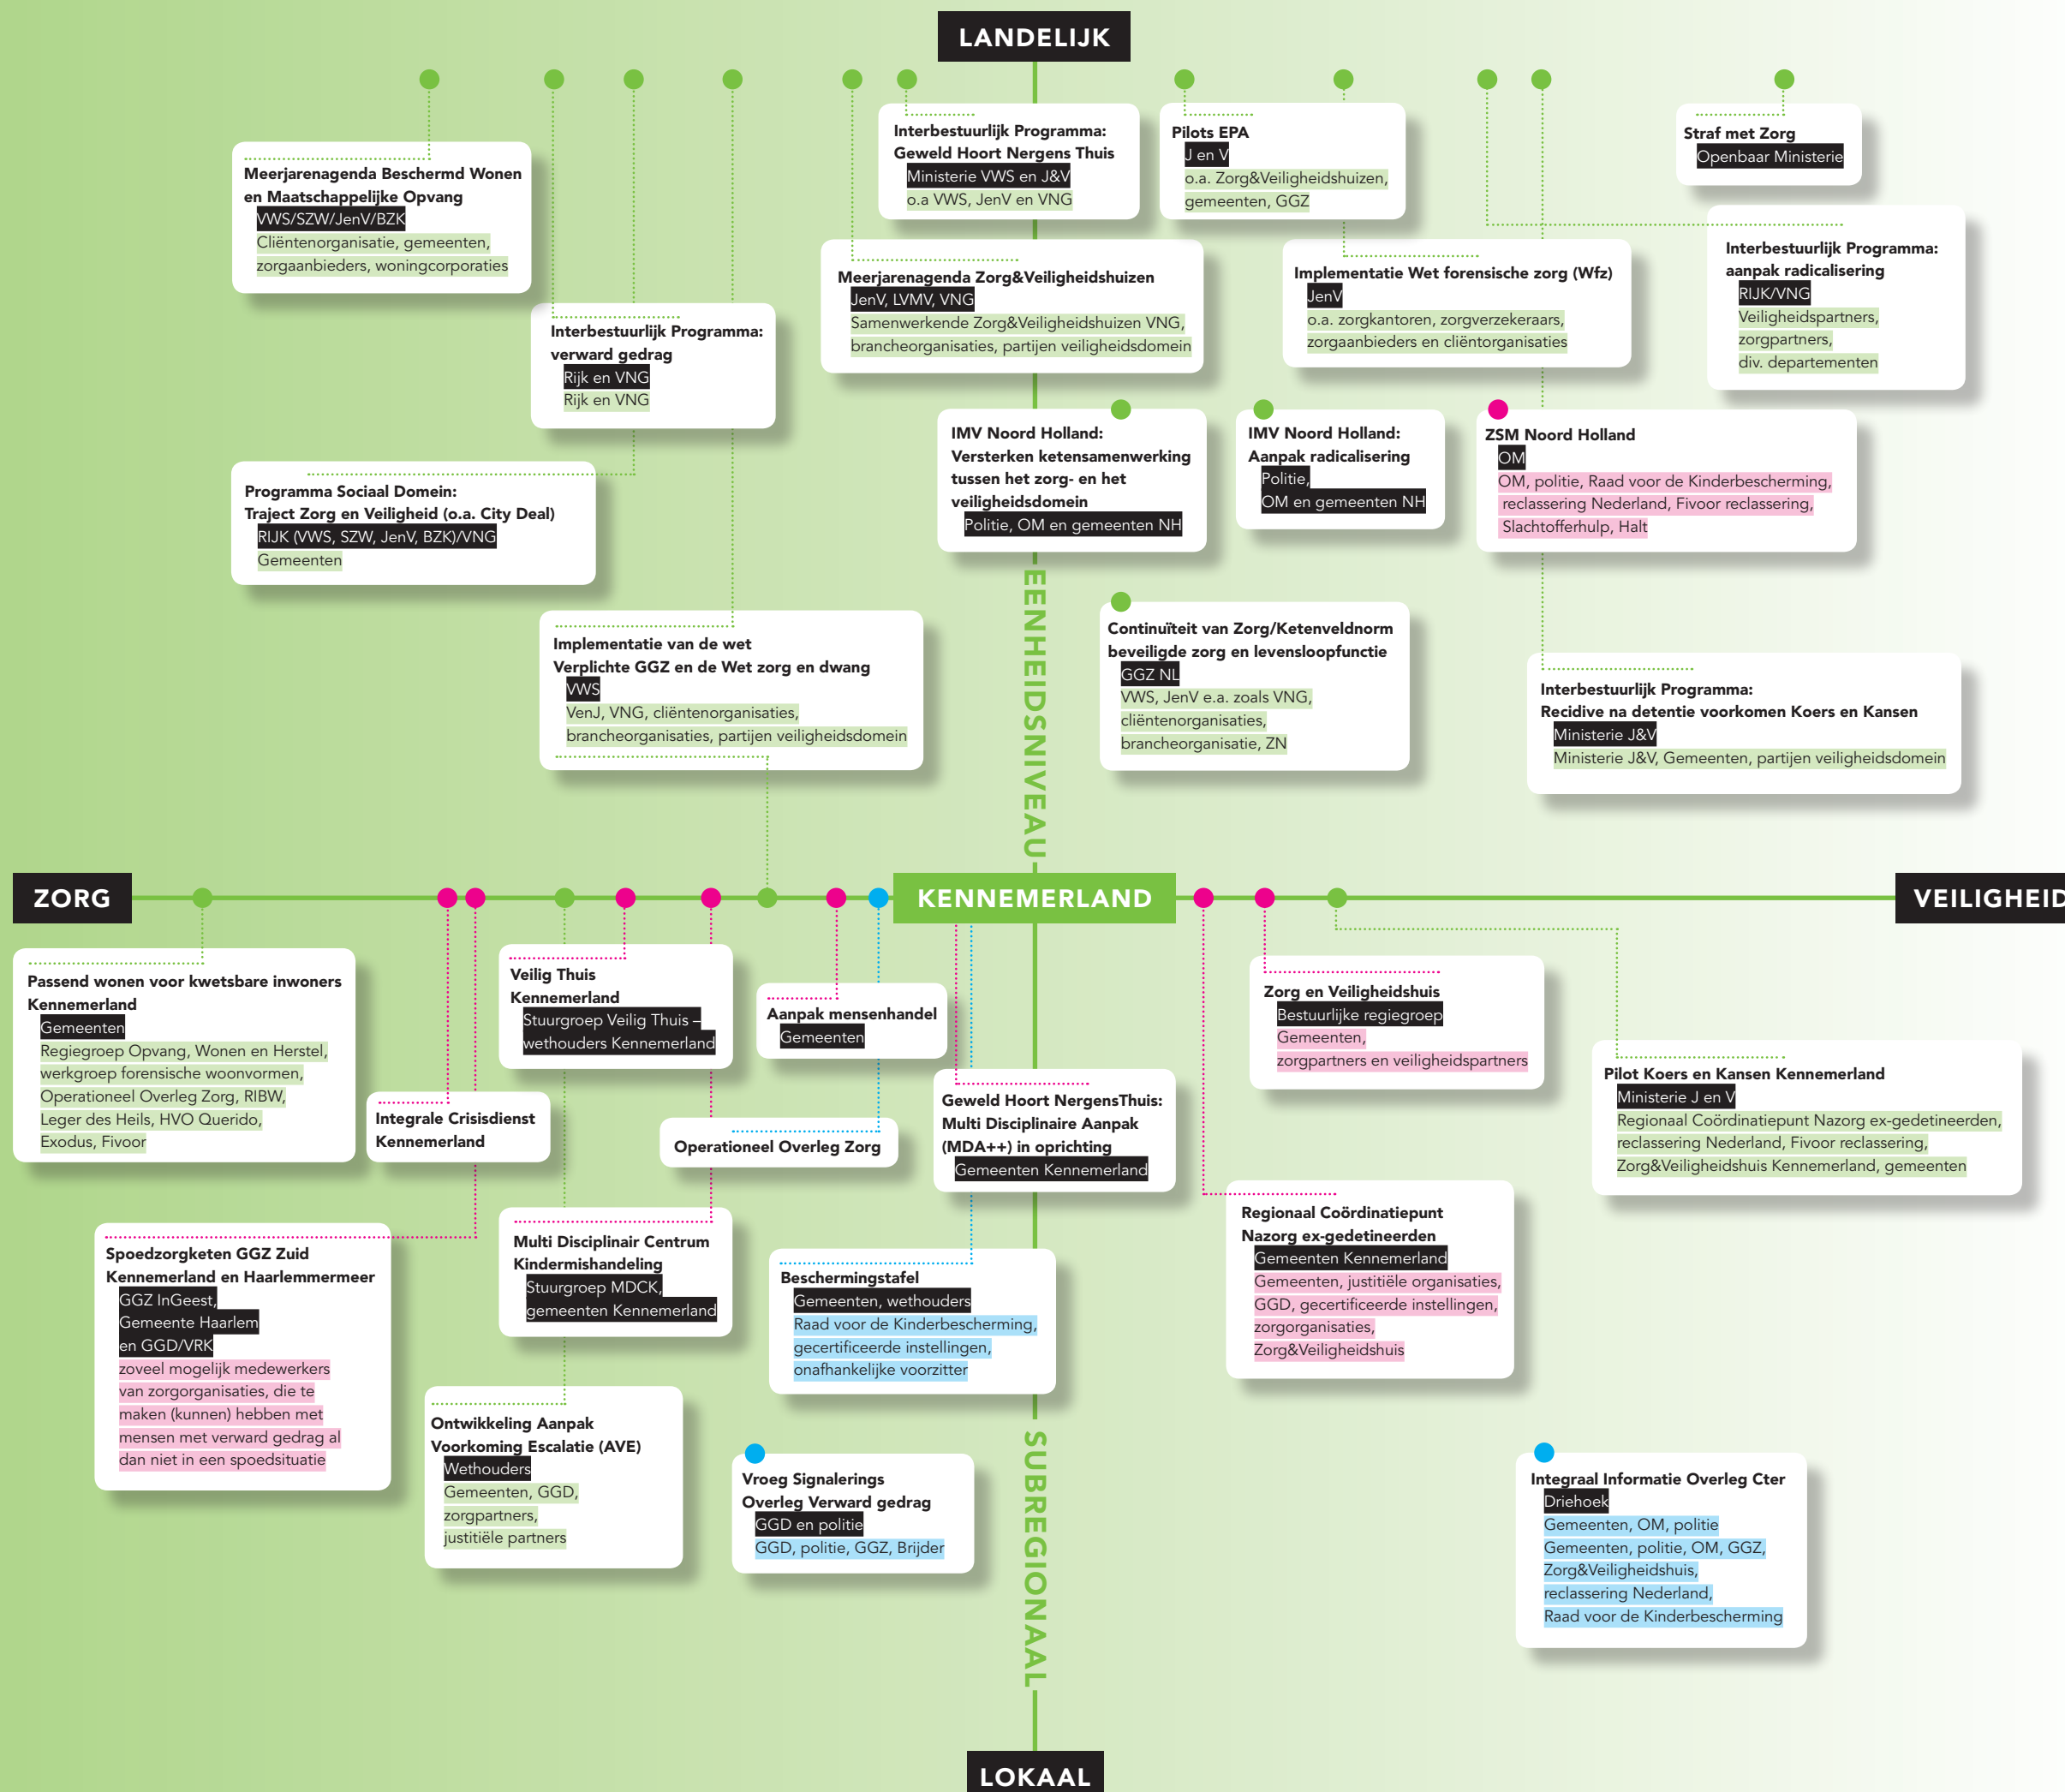 LANDELIJK
Meerjarenagenda Beschermd Wonen
en Maatschappelijke Opvang
VWS/SZW/JenV/BZK
Cliëntenorganisatie, gemeenten,
zorgaanbieders, woningcorporaties
Interbestuurlijk Programma:
Geweld Hoort Nergens Thuis
Ministerie VWS en J&V
o.a VWS, JenV en VNG
Pilots EPA
J en V
o.a. Zorg&Veiligheidshuizen,
gemeenten, GGZ
Straf met Zorg
Openbaar Ministerie
Interbestuurlijk Programma:
verward gedrag
Rijk en VNG
Rijk en VNG
Meerjarenagenda Zorg&Veiligheidshuizen
JenV, LVMV, VNG
Samenwerkende Zorg&Veiligheidshuizen VNG,
brancheorganisaties, partijen veiligheidsdomein
Implementatie Wet forensische zorg (Wfz)
JenV
o.a. zorgkantoren, zorgverzekeraars,
zorgaanbieders en cliëntorganisaties
Interbestuurlijk Programma:
aanpak radicalisering
RIJK/VNG
Veiligheidspartners,
zorgpartners,
div. departementen
Programma Sociaal Domein:
Traject Zorg en Veiligheid (o.a. City Deal)
RIJK (VWS, SZW, JenV, BZK)/VNG
Gemeenten
IMV Noord Holland:
Versterken ketensamenwerking
tussen het zorg- en het
veiligheidsdomein
Politie, OM en gemeenten NH
IMV Noord Holland:
Aanpak radicalisering
Politie,
OM en gemeenten NH
ZSM Noord Holland
OM
OM, politie, Raad voor de Kinderbescherming,
reclassering Nederland, Fivoor reclassering,
Slachtofferhulp, Halt
EENHEIDSNIVEAU
Implementatie van de wet
Verplichte GGZ en de Wet zorg en dwang
VWS
VenJ, VNG, cliëntenorganisaties,
brancheorganisaties, partijen veiligheidsdomein
Continuïteit van Zorg/Ketenveldnorm
beveiligde zorg en levensloopfunctie
GGZ NL
VWS, JenV e.a. zoals VNG,
cliëntenorganisaties,
brancheorganisatie, ZN
Interbestuurlijk Programma:
Recidive na detentie voorkomen Koers en Kansen
Ministerie J&V
Ministerie J&V, Gemeenten, partijen veiligheidsdomein
ZORG
KENNEMERLAND
VEILIGHEID
Passend wonen voor kwetsbare inwoners
Kennemerland
Gemeenten
Regiegroep Opvang, Wonen en Herstel,
werkgroep forensische woonvormen,
Operationeel Overleg Zorg, RIBW,
Leger des Heils, HVO Querido,
Exodus, Fivoor
Integrale Crisisdienst
Kennemerland
Veilig Thuis
Kennemerland
Stuurgroep Veilig Thuis –
wethouders Kennemerland
Aanpak mensenhandel
Gemeenten
Operationeel Overleg Zorg
Geweld Hoort NergensThuis:
Multi Disciplinaire Aanpak
(MDA++) in oprichting
Gemeenten Kennemerland
Zorg en Veiligheidshuis
Bestuurlijke regiegroep
Gemeenten,
zorgpartners en veiligheidspartners
Pilot Koers en Kansen Kennemerland
Ministerie J en V
Regionaal Coördinatiepunt Nazorg ex-gedetineerden,
reclassering Nederland, Fivoor reclassering,
Zorg&Veiligheidshuis Kennemerland, gemeenten
Spoedzorgketen GGZ Zuid
Kennemerland en Haarlemmermeer
GGZ InGeest,
Gemeente Haarlem
en GGD/VRK
zoveel mogelijk medewerkers
van zorgorganisaties, die te
maken (kunnen) hebben met
mensen met verward gedrag al
dan niet in een spoedsituatie
Multi Disciplinair Centrum
Kindermishandeling
Stuurgroep MDCK,
gemeenten Kennemerland
Beschermingstafel
Gemeenten, wethouders
Raad voor de Kinderbescherming,
gecertificeerde instellingen,
onafhankelijke voorzitter
Regionaal Coördinatiepunt
Nazorg ex-gedetineerden
Gemeenten Kennemerland
Gemeenten, justitiële organisaties,
GGD, gecertificeerde instellingen,
zorgorganisaties,
Zorg&Veiligheidshuis
Ontwikkeling Aanpak
Voorkoming Escalatie (AVE)
Wethouders
Gemeenten, GGD,
zorgpartners,
justitiële partners
Vroeg Signalerings
Overleg Verward gedrag
GGD en politie
GGD, politie, GGZ, Brijder
SUBREGIONAAL
Integraal Informatie Overleg Cter
Driehoek
Gemeenten, OM, politie
Gemeenten, politie, OM, GGZ,
Zorg&Veiligheidshuis,
reclassering Nederland,
Raad voor de Kinderbescherming
LOKAAL